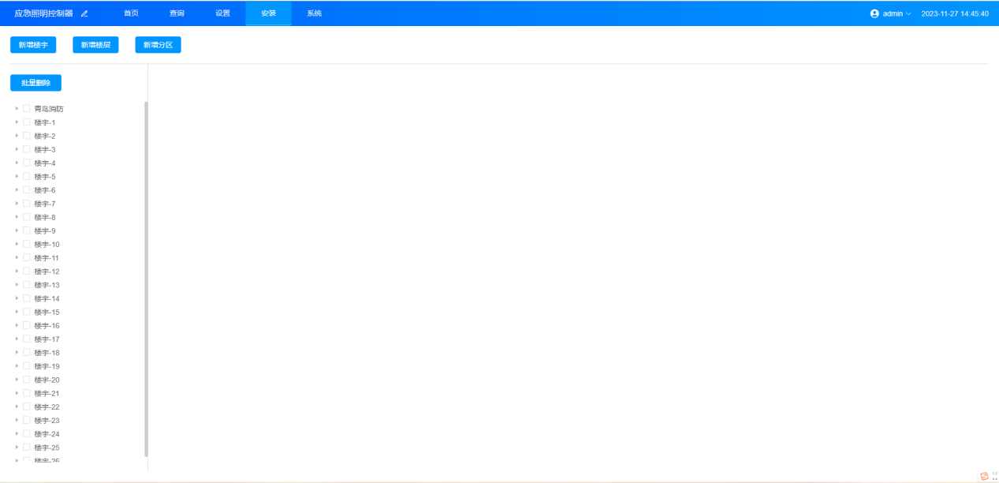 应急照明控制器 首页 查询 设置 安装 系统 admin 2023-11-27 14:45:40
新增楼宇 新增楼层 新增分区
批量删除
青鸟消防
楼宇-1
楼宇-2
楼宇-3
楼宇-4
楼宇-5
楼宇-6
楼宇-7
楼宇-8
楼宇-9
楼宇-10
楼宇-11
楼宇-12
楼宇-13
楼宇-14
楼宇-15
楼宇-16
楼宇-17
楼宇-18
楼宇-19
楼宇-20
楼宇-21
楼宇-22
楼宇-23
楼宇-24
楼宇-25
楼宇-26